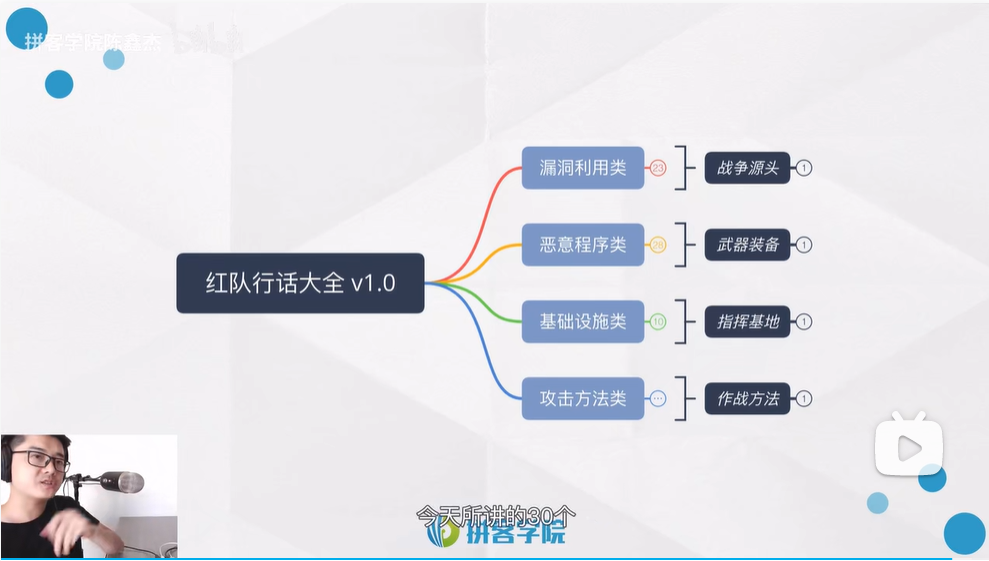 拼客学院陈鑫杰
漏洞利用类
23
战争源头
1
恶意程序类
28
武器装备
1
红队行话大全 v1.0
基础设施类
10
指挥基地
1
攻击方法类
...
作战方法
1
今天所讲的30个
拼客学院